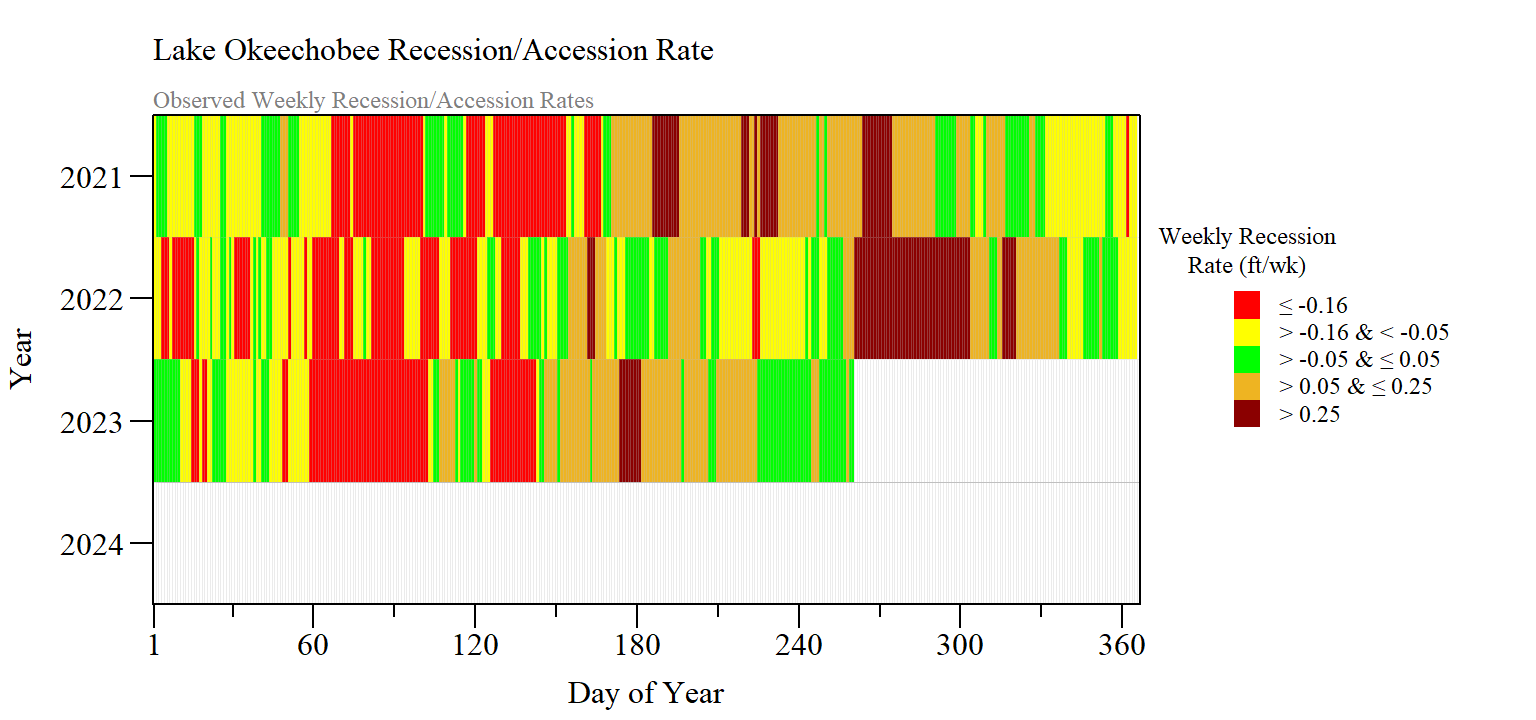 Lake Okeechobee Recession/Accession Rate
Observed Weekly Recession/Accession Rates
2021
2022
2023
2024
Year
1 60 120 180 240 300 360
Day of Year
Weekly Recession
Rate (ft/wk)
≤ -0.16
> -0.16 & < -0.05
> -0.05 & ≤ 0.05
> 0.05 & ≤ 0.25
> 0.25